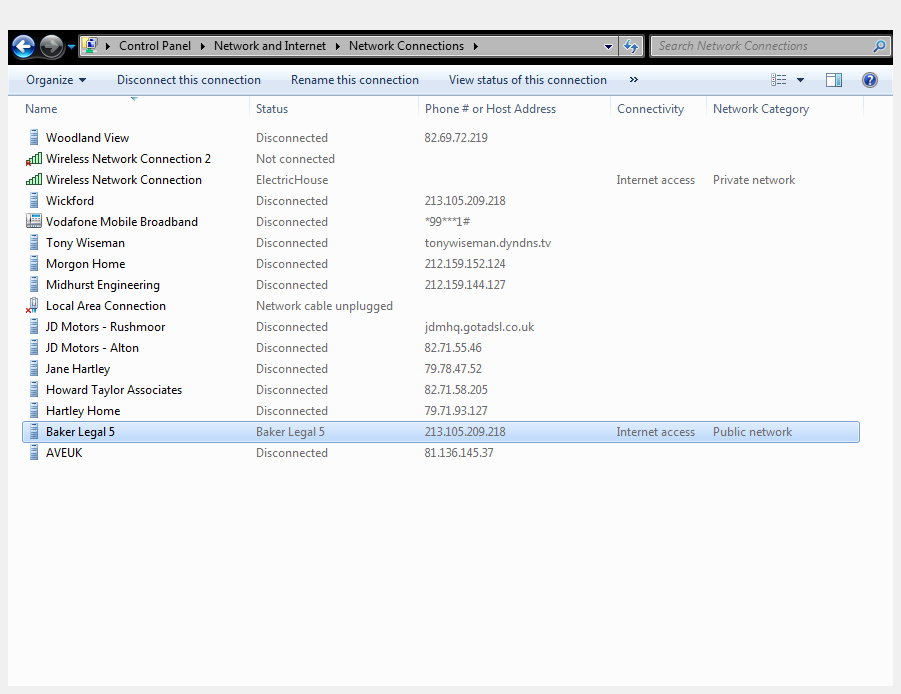 Control Panel Network and Internet Network Connections Search Network Connections
Organize Disconnect this connection Rename this connection View status of this connection »
Name Status Phone # or Host Address Connectivity Network Category
Woodland View Disconnected 82.69.72.219
Wireless Network Connection 2 Not connected
Wireless Network Connection ElectricHouse Internet access Private network
Wickford Disconnected 213.105.209.218
Vodafone Mobile Broadband Disconnected *99***1#
Tony Wiseman Disconnected tonywiseman.dyndns.tv
Morgon Home Disconnected 212.159.152.124
Midhurst Engineering Disconnected 212.159.144.127
Local Area Connection Network cable unplugged
JD Motors - Rushmoor Disconnected jdmhq.gotadsl.co.uk
JD Motors - Alton Disconnected 82.71.55.46
Jane Hartley Disconnected 79.78.47.52
Howard Taylor Associates Disconnected 82.71.58.205
Hartley Home Disconnected 79.71.93.127
Baker Legal 5 Baker Legal 5 213.105.209.218 Internet access Public network
AVEUK Disconnected 81.136.145.37